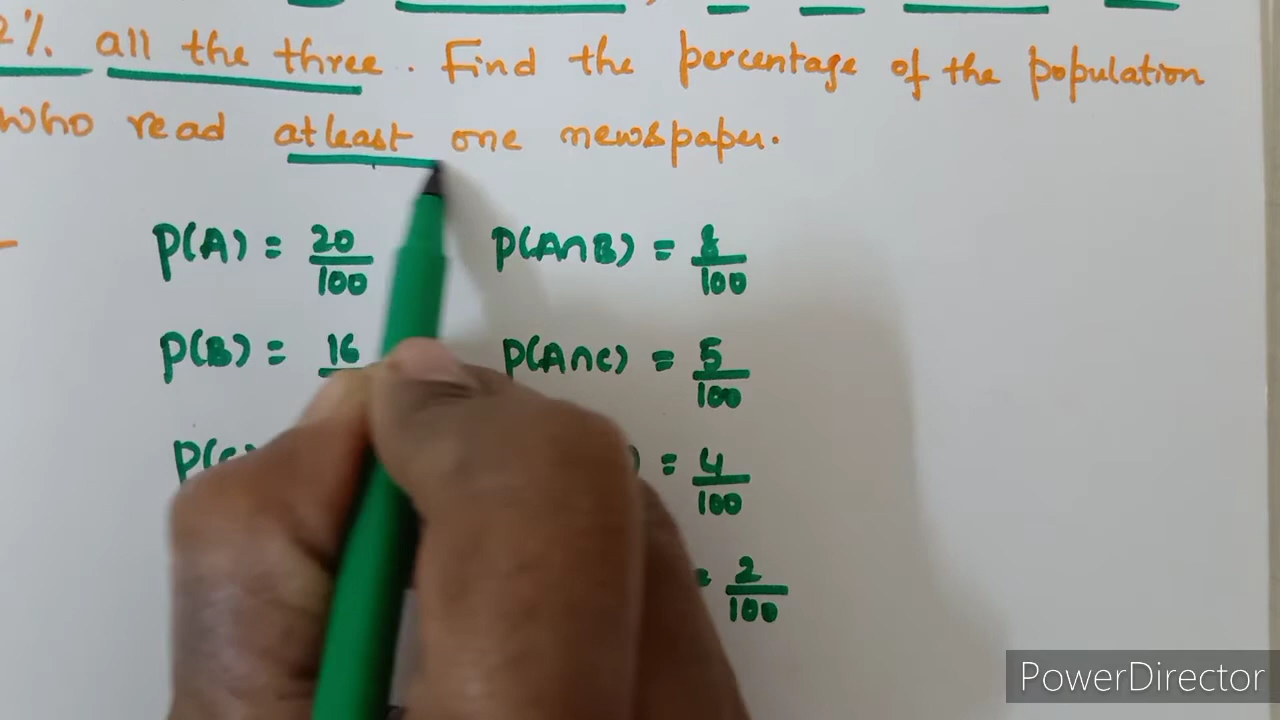 2% all the three. Find the percentage of the population
who read atleast one newspaper.
P(A) = 20/100 P(A∩B) = 8/100
P(B) = 16 P(A∩C) = 5/100
P(C) = 4/100
= 2/100
PowerDirector